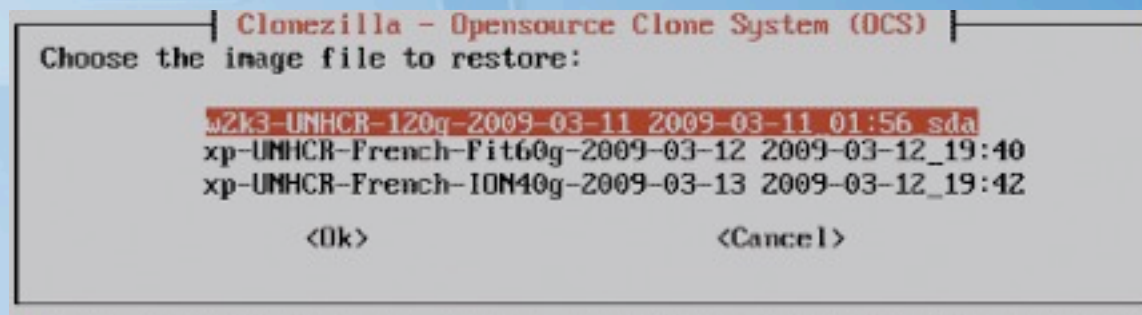 Clonezilla - Opensource Clone System (OCS)
Choose the image file to restore:
w2k3-UNHCR-120g-2009-03-11 2009-03-11_01:56_sda
xp-UNHCR-French-Fit60g-2009-03-12 2009-03-12_19:40
xp-UNHCR-French-ION40g-2009-03-13 2009-03-12_19:42
<Ok> <Cancel>